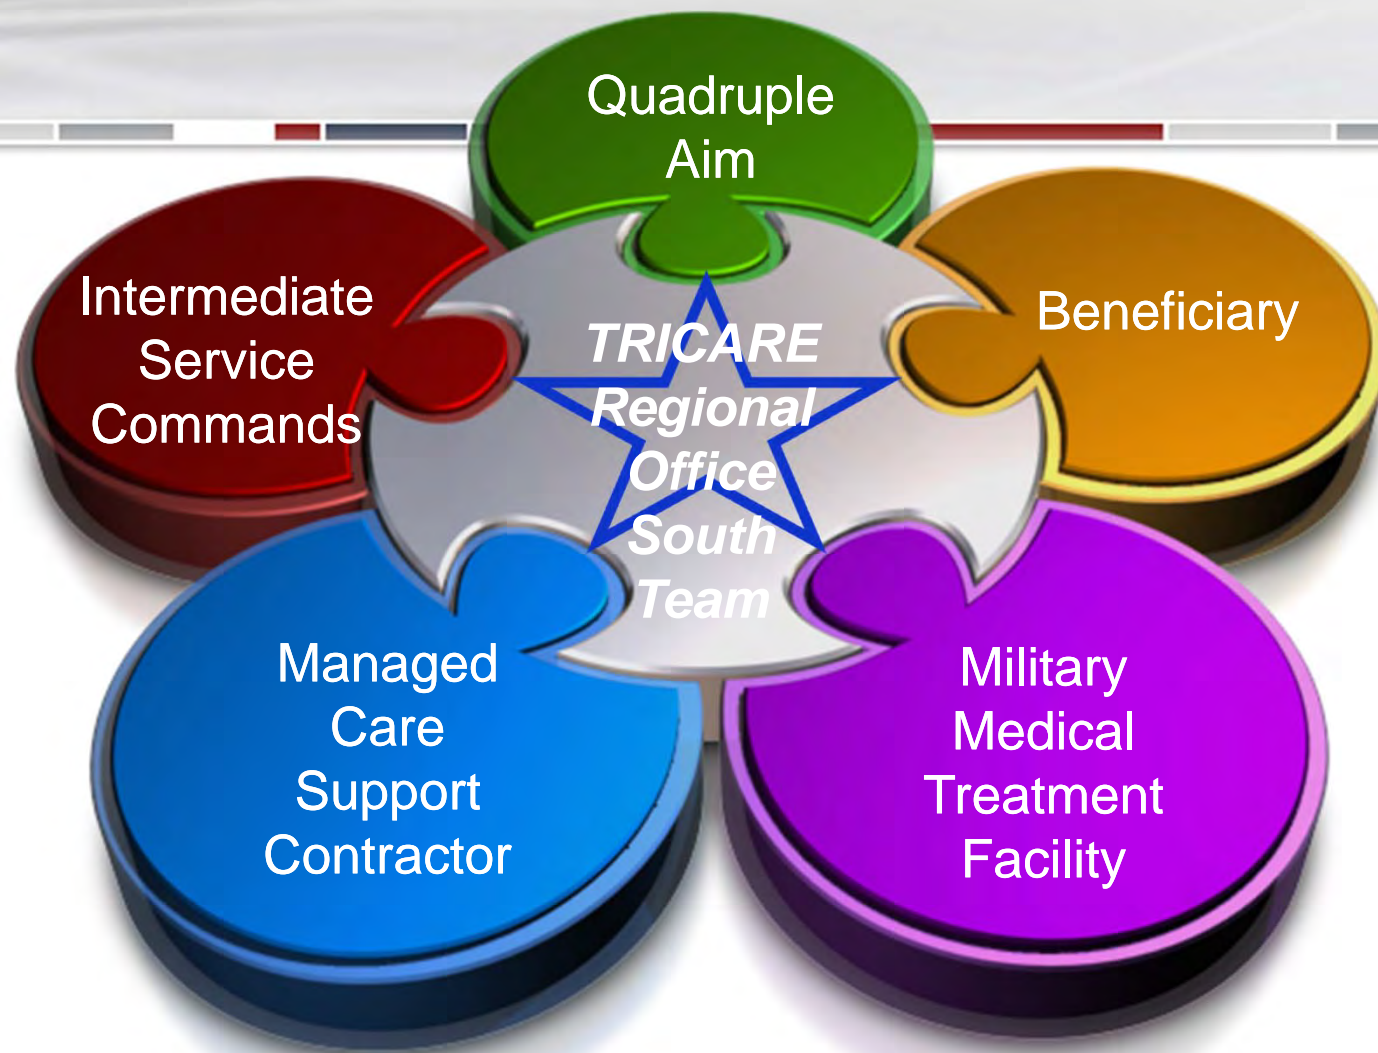 Quadruple
Aim
Intermediate
Service
Commands
TRICARE
Regional
Office
South
Team
Beneficiary
Managed
Care
Support
Contractor
Military
Medical
Treatment
Facility